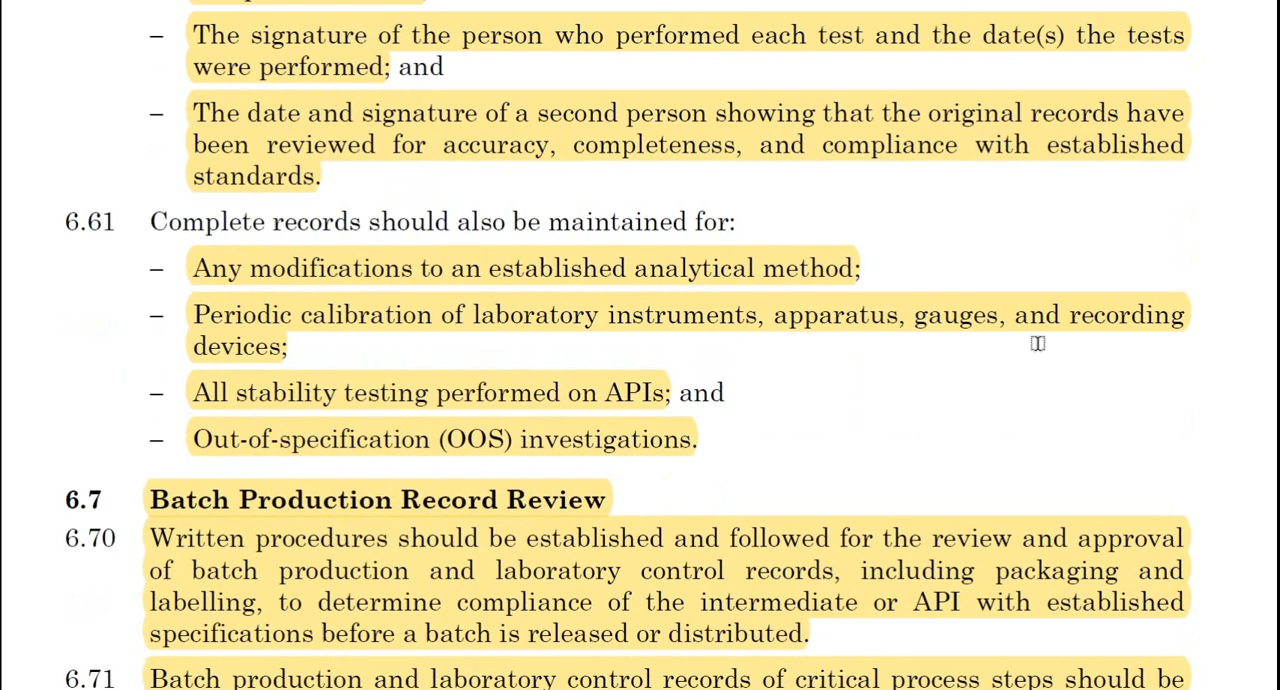 – The signature of the person who performed each test and the date(s) the tests
were performed; and
– The date and signature of a second person showing that the original records have
been reviewed for accuracy, completeness, and compliance with established
standards.
6.61 Complete records should also be maintained for:
– Any modifications to an established analytical method;
– Periodic calibration of laboratory instruments, apparatus, gauges, and recording
devices;
– All stability testing performed on APIs; and
– Out-of-specification (OOS) investigations.
6.7 Batch Production Record Review
6.70 Written procedures should be established and followed for the review and approval
of batch production and laboratory control records, including packaging and
labelling, to determine compliance of the intermediate or API with established
specifications before a batch is released or distributed.
6.71 Batch production and laboratory control records of critical process steps should be